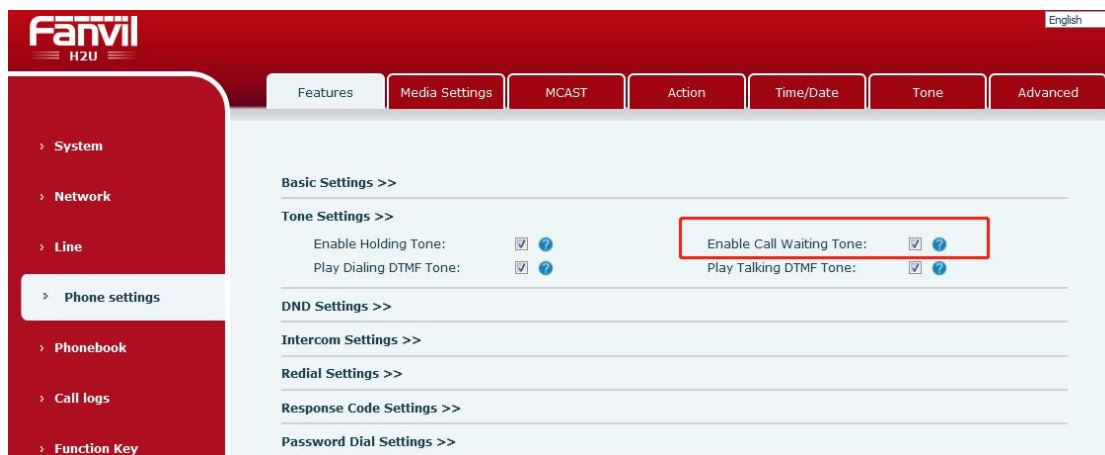 English
Fanvil
H2U
Features Media Settings MCAST Action Time/Date Tone Advanced
› System
› Network
› Line
› Phone settings
› Phonebook
› Call logs
› Function Key
Basic Settings >>
Tone Settings >>
Enable Holding Tone: ? Enable Call Waiting Tone: ?
Play Dialing DTMF Tone: ? Play Talking DTMF Tone: ?
DND Settings >>
Intercom Settings >>
Redial Settings >>
Response Code Settings >>
Password Dial Settings >>